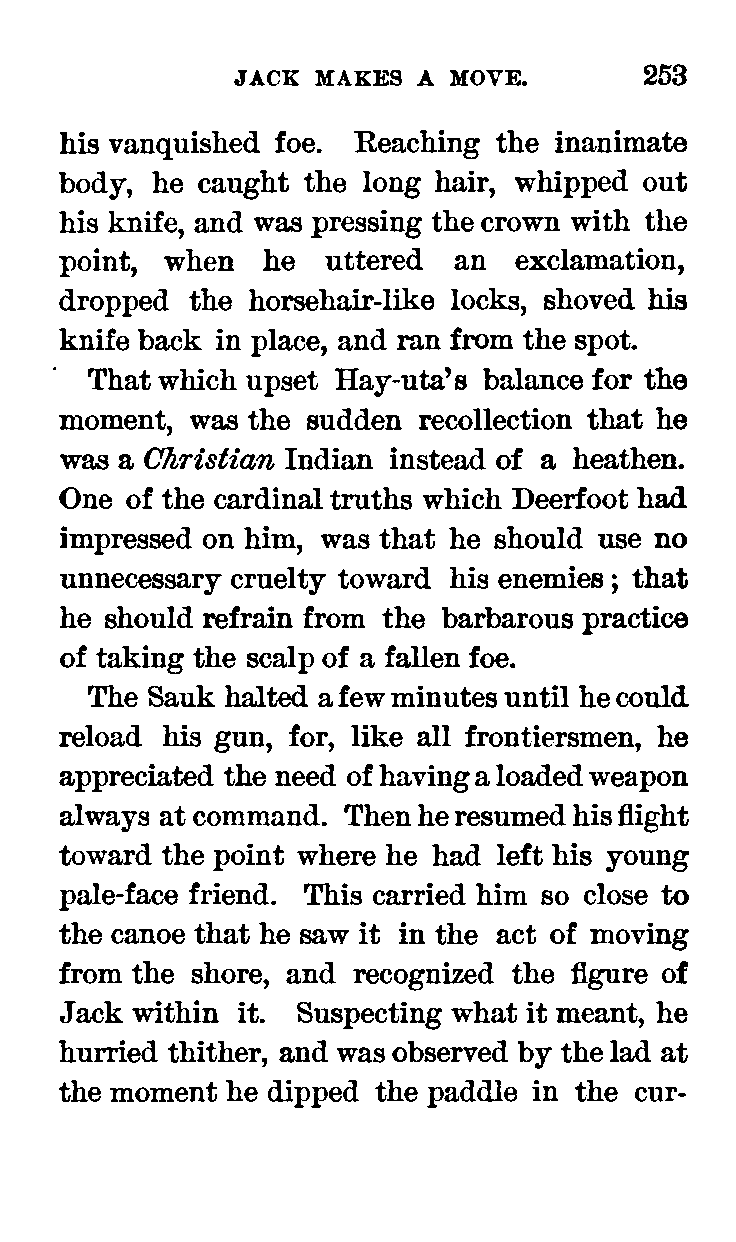 JACK MAKES A MOVE. 253
his vanquished foe. Reaching the inanimate
body, he caught the long hair, whipped out
his knife, and was pressing the crown with the
point, when he uttered an exclamation,
dropped the horsehair-like locks, shoved his
knife back in place, and ran from the spot.
That which upset Hay-uta's balance for the
moment, was the sudden recollection that he
was a Christian Indian instead of a heathen.
One of the cardinal truths which Deerfoot had
impressed on him, was that he should use no
unnecessary cruelty toward his enemies; that
he should refrain from the barbarous practice
of taking the scalp of a fallen foe.
The Sauk halted a few minutes until he could
reload his gun, for, like all frontiersmen, he
appreciated the need of having a loaded weapon
always at command. Then he resumed his flight
toward the point where he had left his young
pale-face friend. This carried him so close to
the canoe that he saw it in the act of moving
from the shore, and recognized the figure of
Jack within it. Suspecting what it meant, he
hurried thither, and was observed by the lad at
the moment he dipped the paddle in the cur-